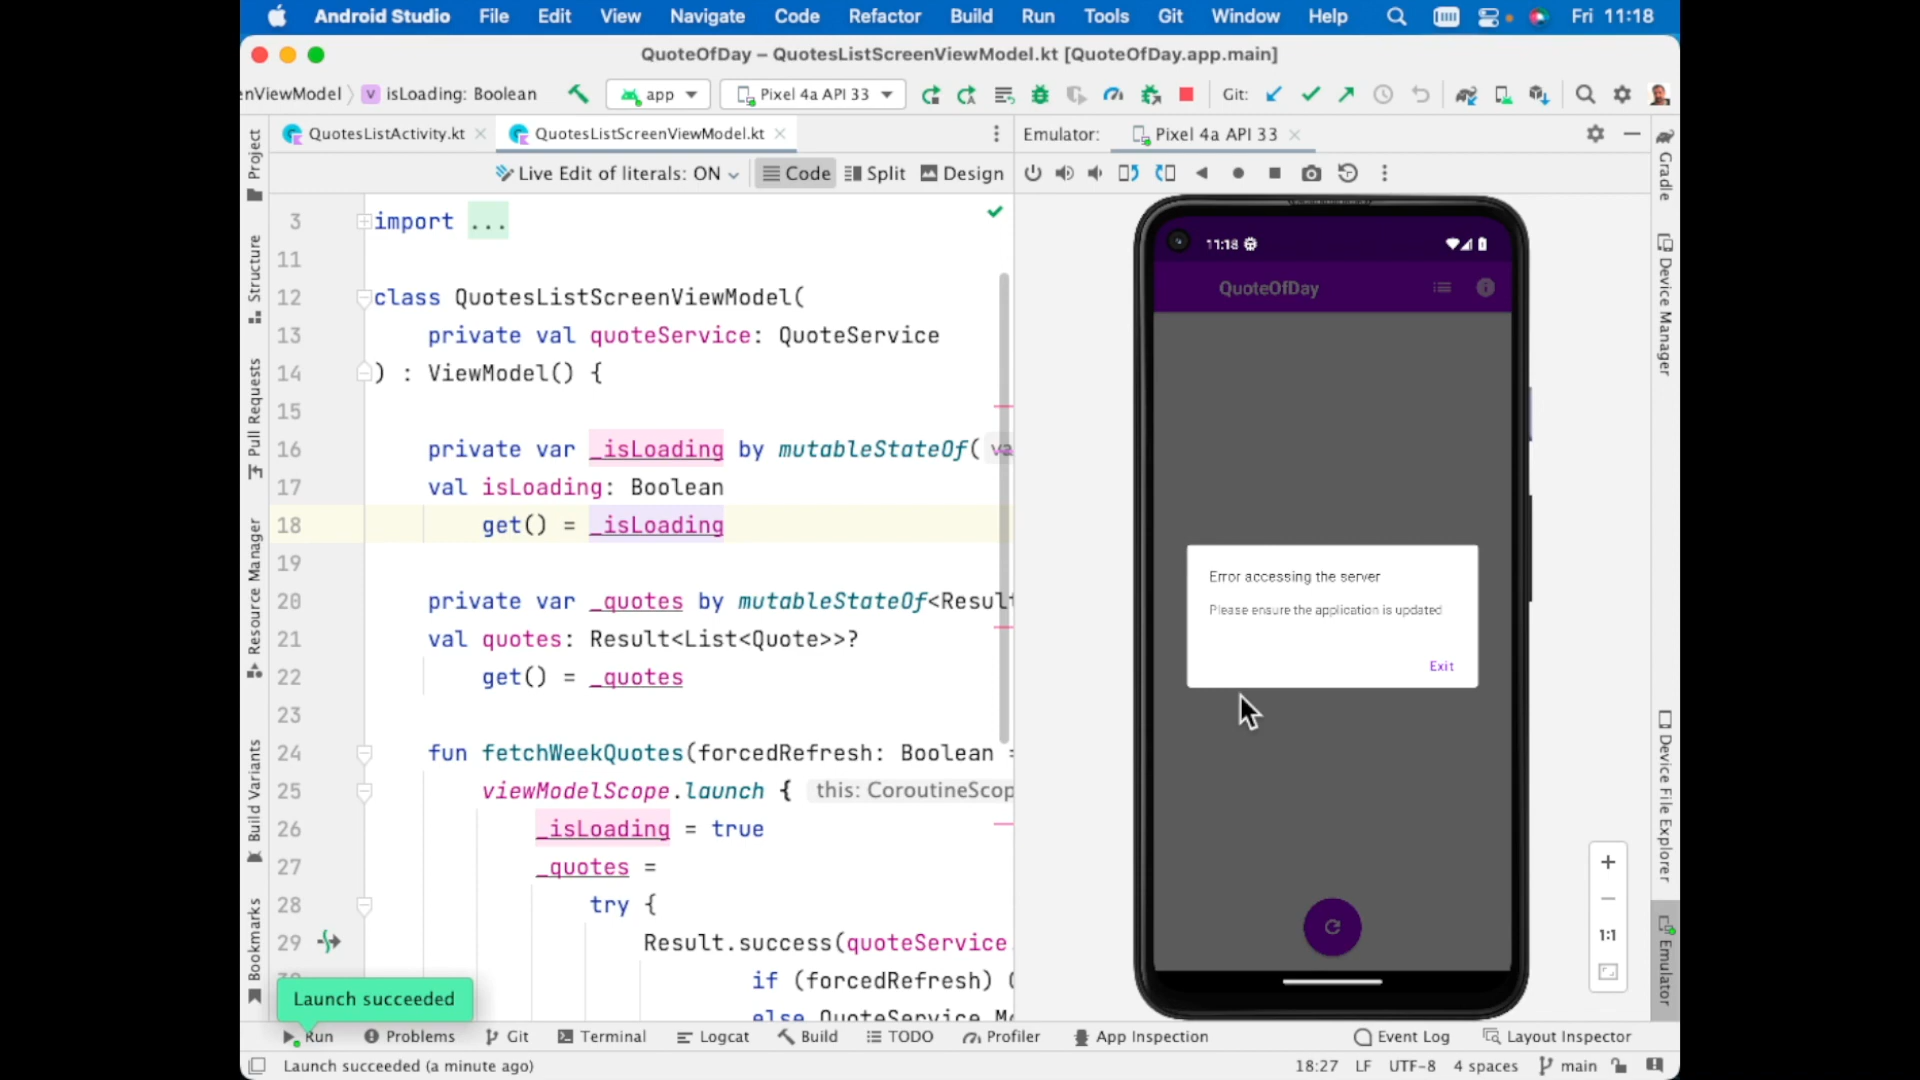 Android Studio File Edit View Navigate Code Refactor Build Run Tools Git Window Help Fri 11:18
QuoteOfDay – QuotesListScreenViewModel.kt [QuoteOfDay.app.main]
nViewModel isLoading: Boolean app Pixel 4a API 33 Git:
QuotesListActivity.kt QuotesListScreenViewModel.kt Emulator: Pixel 4a API 33
Live Edit of literals: ON Code Split Design
Project
Structure
Pull Requests
Resource Manager
Build Variants
Bookmarks
3 import ...
11
12 class QuotesListScreenViewModel(
13 private val quoteService: QuoteService
14 ) : ViewModel() {
15
16 private var _isLoading by mutableStateOf(
17 val isLoading: Boolean
18 get() = _isLoading
19
20 private var _quotes by mutableStateOf<Result
21 val quotes: Result<List<Quote>>?
22 get() = _quotes
23
24 fun fetchWeekQuotes(forcedRefresh: Boolean =
25 viewModelScope.launch { this: CoroutineScop
26 _isLoading = true
27 _quotes =
28 try {
29 Result.success(quoteService.
if (forcedRefresh) Q
else QuoteService.Mo
Launch succeeded
11:18
QuoteOfDay
Error accessing the server
Please ensure the application is updated
Exit
1:1
Gradle
Device Manager
Device File Explorer
Emulator
Run Problems Git Terminal Logcat Build TODO Profiler App Inspection Event Log Layout Inspector
Launch succeeded (a minute ago) 18:27 LF UTF-8 4 spaces main